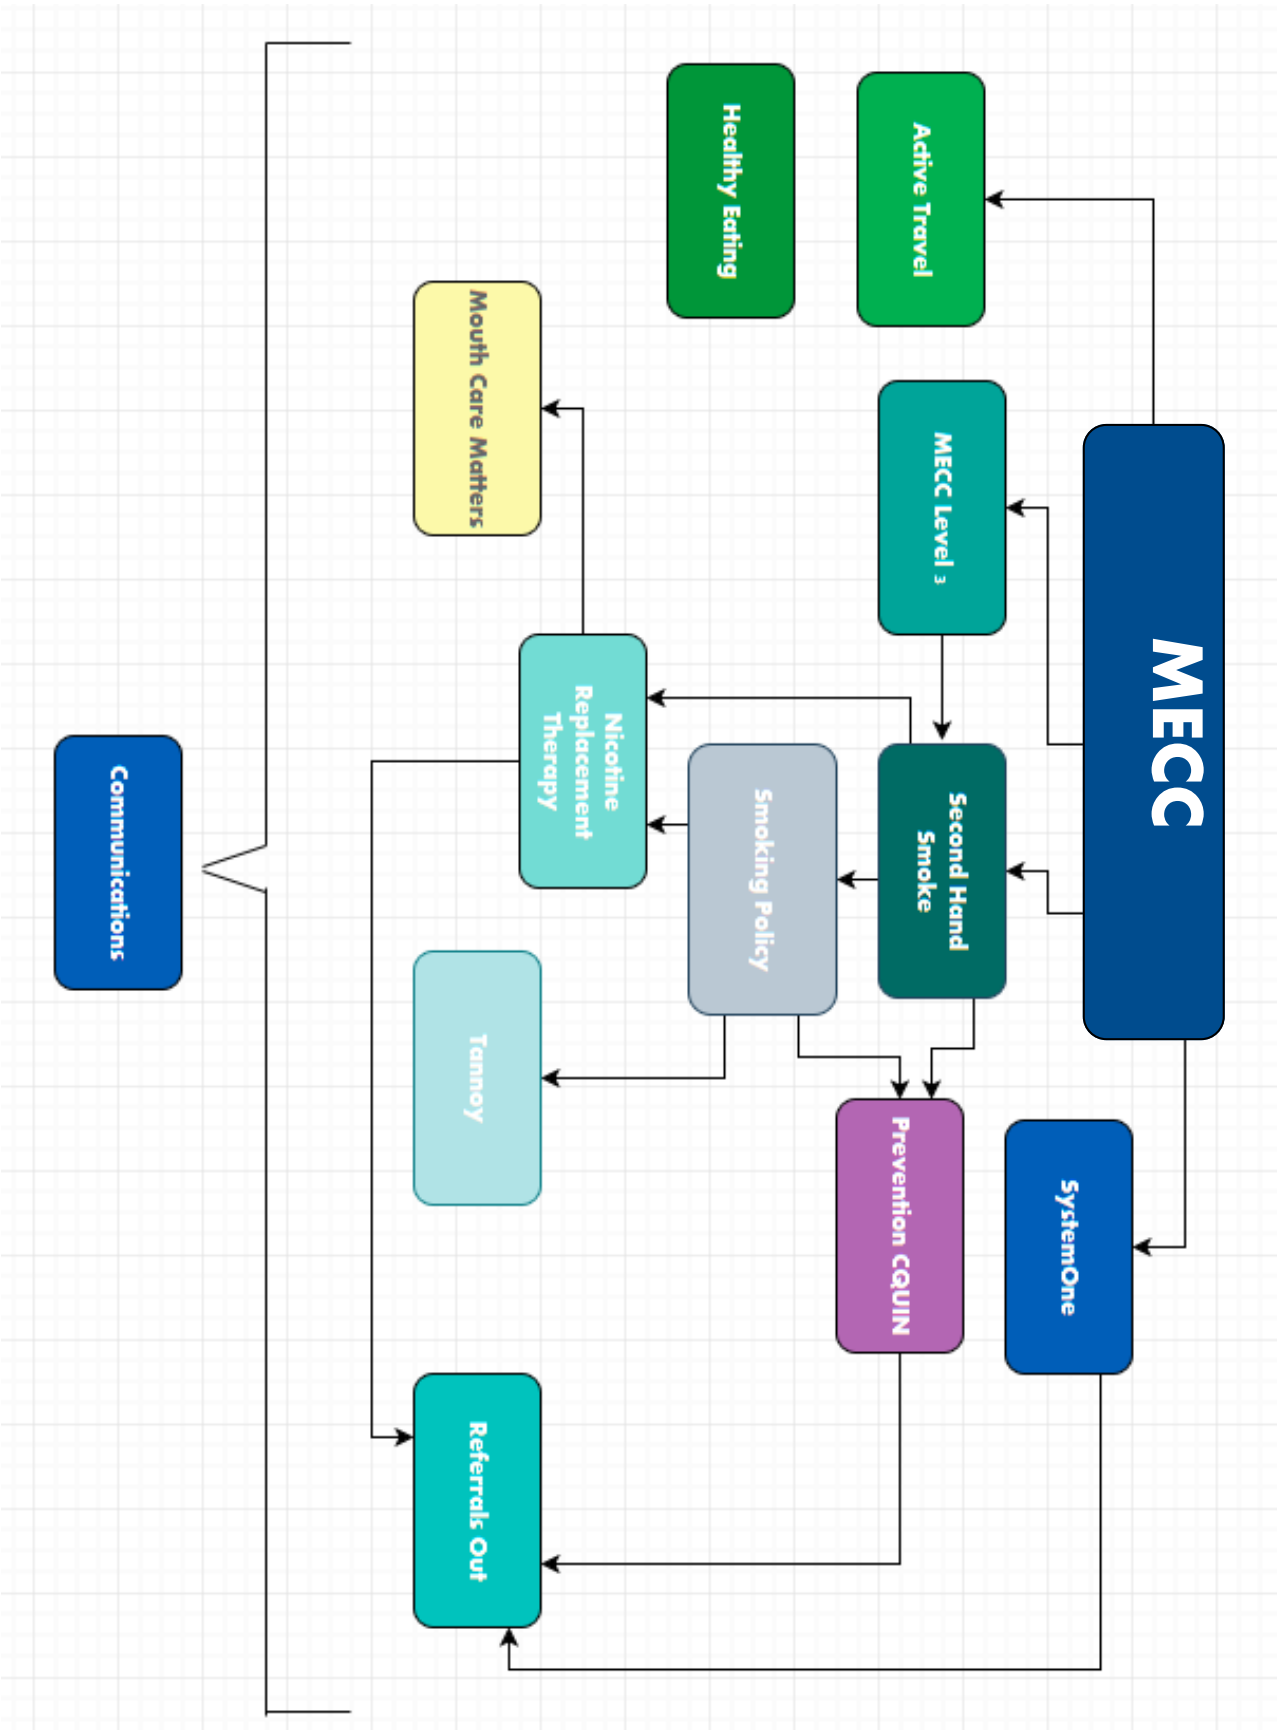 MECC
SystemOne
Active Travel
MECC Level 3
Second Hand
Smoke
Prevention CQUIN
Healthy Eating
Smoking Policy
Nicotine
Replacement
Therapy
Mouth Care Matters
Tannoy
Referrals Out
Communications